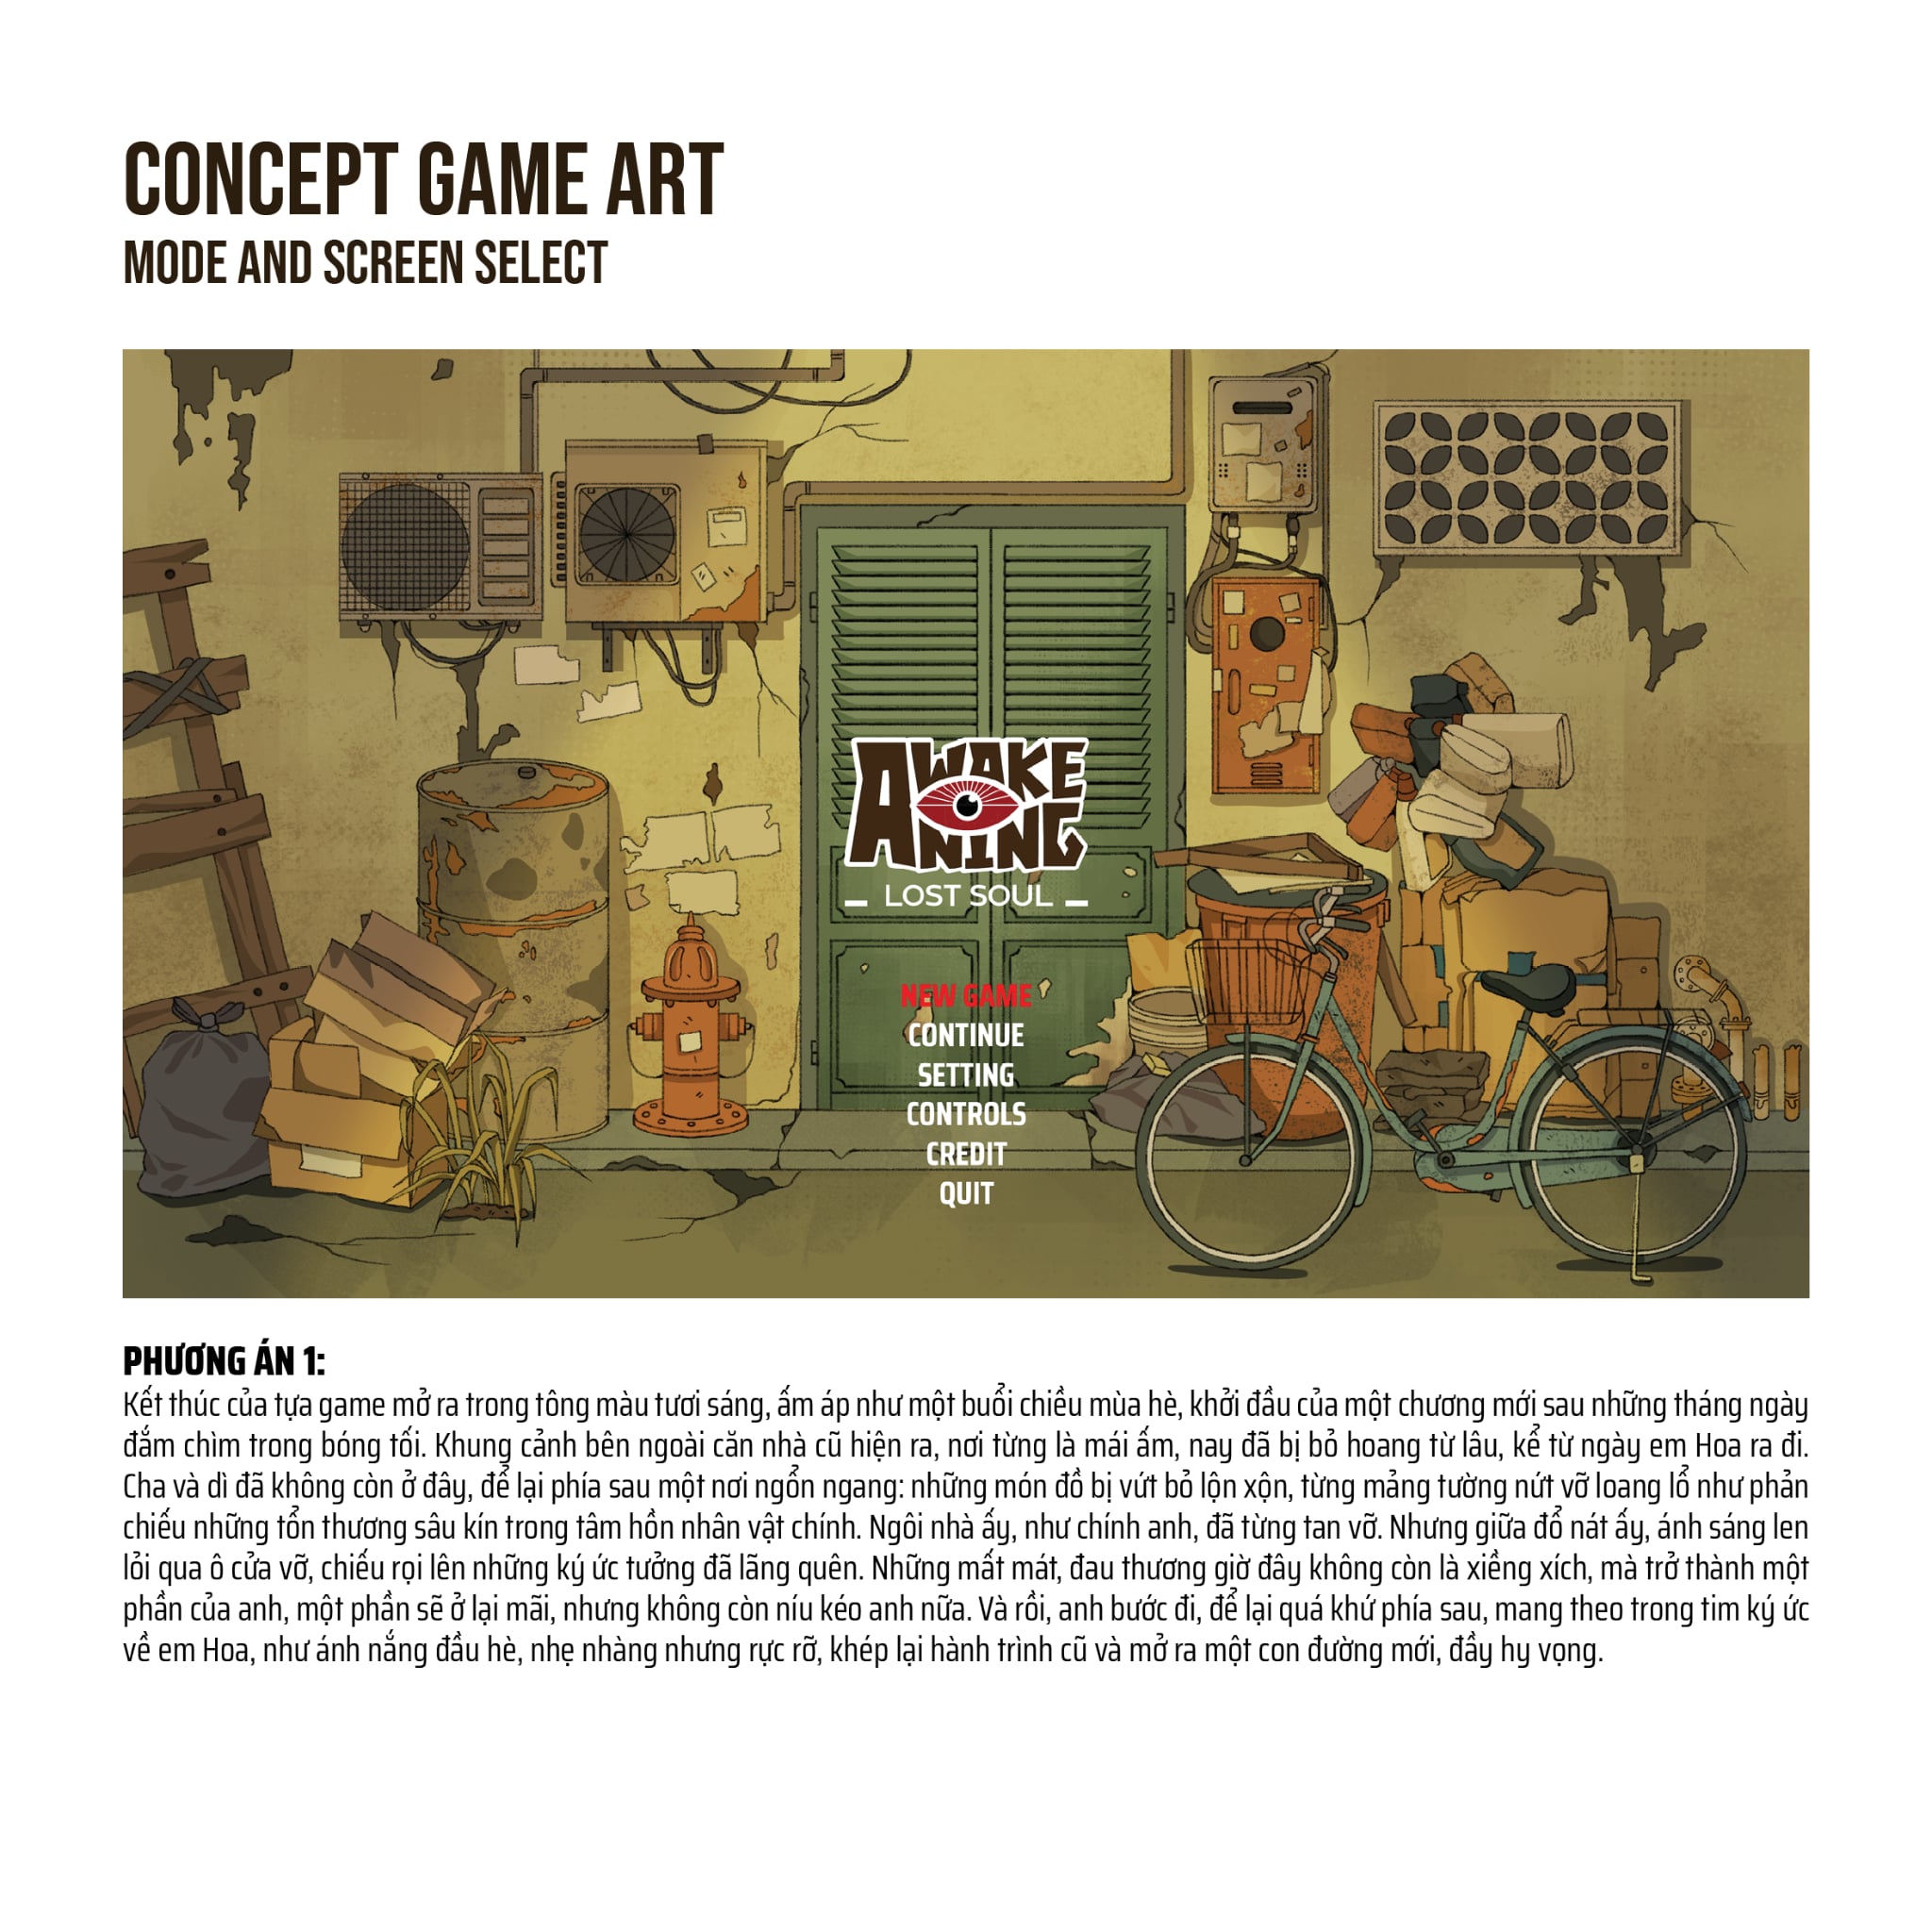 CONCEPT GAME ART
MODE AND SCREEN SELECT
AWAKE
NING
LOST SOUL
NEW GAME
CONTINUE
SETTING
CONTROLS
CREDIT
QUIT
PHƯƠNG ÁN 1:
Kết thúc của tựa game mở ra trong tông màu tươi sáng, ấm áp như một buổi chiều mùa hè, khởi đầu của một chương mới sau những tháng ngày
đắm chìm trong bóng tối. Khung cảnh bên ngoài căn nhà cũ hiện ra, nơi từng là mái ấm, nay đã bị bỏ hoang từ lâu, kể từ ngày em Hoa ra đi.
Cha và dì đã không còn ở đây, để lại phía sau một nơi ngổn ngang: những món đồ bị vứt bỏ lộn xộn, từng mảng tường nứt vỡ loang lổ như phản
chiếu những tổn thương sâu kín trong tâm hồn nhân vật chính. Ngôi nhà ấy, như chính anh, đã từng tan vỡ. Nhưng giữa đổ nát ấy, ánh sáng len
lỏi qua ô cửa vỡ, chiếu rọi lên những ký ức tưởng đã lãng quên. Những mất mát, đau thương giờ đây không còn là xiềng xích, mà trở thành một
phần của anh, một phần sẽ ở lại mãi, nhưng không còn níu kéo anh nữa. Và rồi, anh bước đi, để lại quá khứ phía sau, mang theo trong tim ký ức
về em Hoa, như ánh nắng đầu hè, nhẹ nhàng nhưng rực rỡ, khép lại hành trình cũ và mở ra một con đường mới, đầy hy vọng.